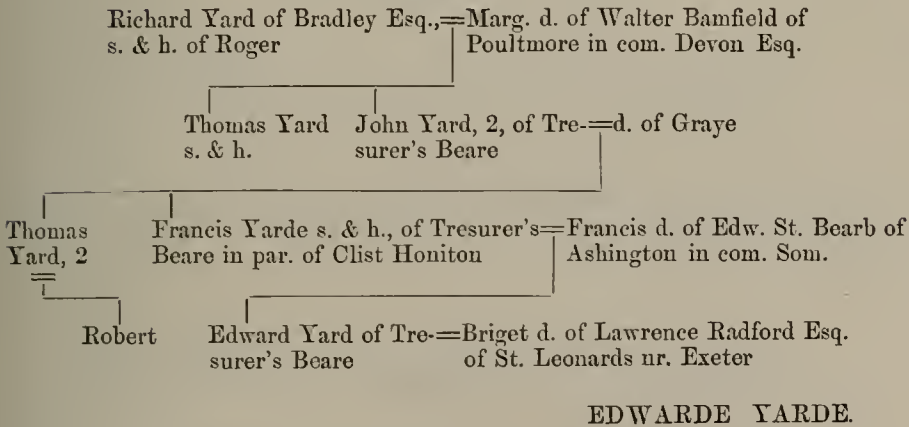 Richard Yard of Bradley Esq.,=Marg. d. of Walter Bamfield of
s. & h. of Roger Poultmore in com. Devon Esq.
Thomas Yard John Yard, 2, of Tre-=d. of Graye
s. & h. surer's Beare
Thomas Francis Yarde s. & h., of Tresurer's=Francis d. of Edw. St. Bearb of
Yard, 2 Beare in par. of Clist Honiton Ashington in com. Som.
=
Robert Edward Yard of Tre-=Briget d. of Lawrence Radford Esq.
surer's Beare of St. Leonards nr. Exeter
EDWARDE YARDE.